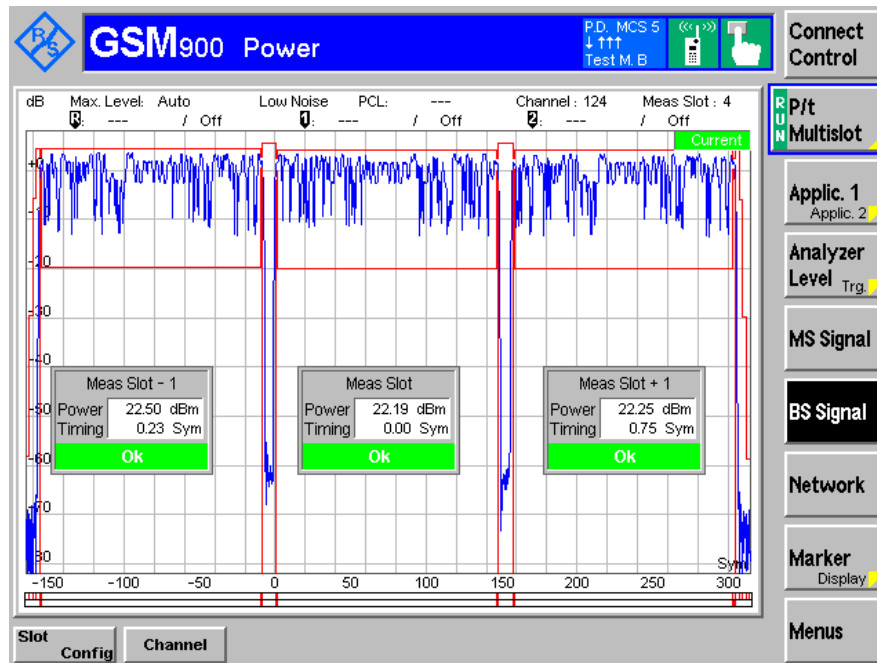 R&S
GSM900 Power
P.D. MCS 5
↓ ↑↑↑
Test M. B
Connect Control
dB Max. Level: Auto Low Noise PCL: --- Channel : 124 Meas Slot : 4
R: --- / Off 1: --- / Off 2: --- / Off
Current
RUN
P/t Multislot
Applic. 1
Applic. 2
Analyzer Level Trg.
MS Signal
BS Signal
Network
Marker
Display
Menus
+0
-10
-20
-30
-40
-50
-60
-70
-80
Meas Slot - 1
Power 22.50 dBm
Timing 0.23 Sym
Ok
Meas Slot
Power 22.19 dBm
Timing 0.00 Sym
Ok
Meas Slot + 1
Power 22.25 dBm
Timing 0.75 Sym
Ok
Sym
-150 -100 -50 0 50 100 150 200 250 300
Slot Config
Channel